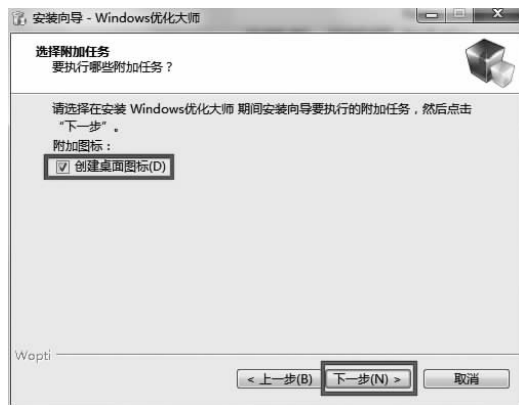 安装向导 - Windows优化大师
选择附加任务
要执行哪些附加任务？
请选择在安装 Windows优化大师 期间安装向导要执行的附加任务，然后点击
“下一步”。
附加图标：
创建桌面图标(D)
Wopti
< 上一步(B)
下一步(N) >
取消